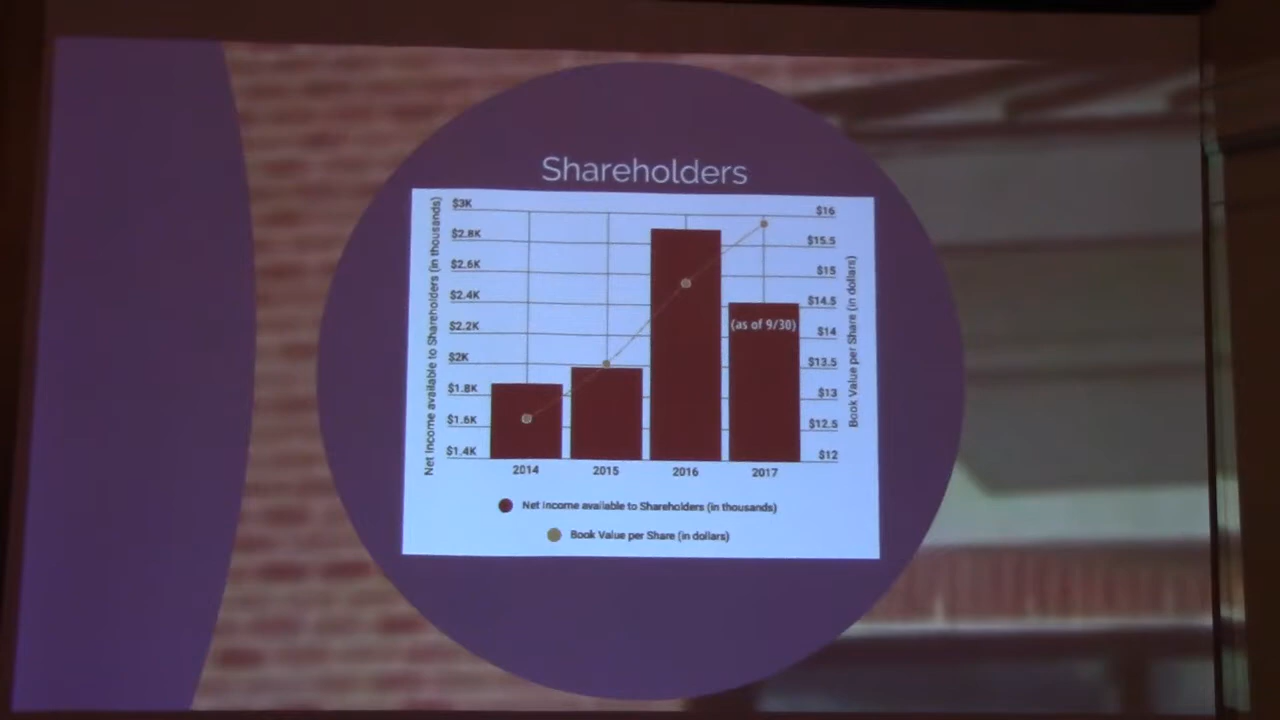 Shareholders
Net Income available to Shareholders (in thousands)
$3K
$2.8K
$2.6K
$2.4K
$2.2K
$2K
$1.8K
$1.6K
$1.4K
$16
$15.5
$15
$14.5
$14
$13.5
$13
$12.5
$12
Book Value per Share (in dollars)
(as of 9/30)
2014 2015 2016 2017
Net Income available to Shareholders (in thousands)
Book Value per Share (in dollars)